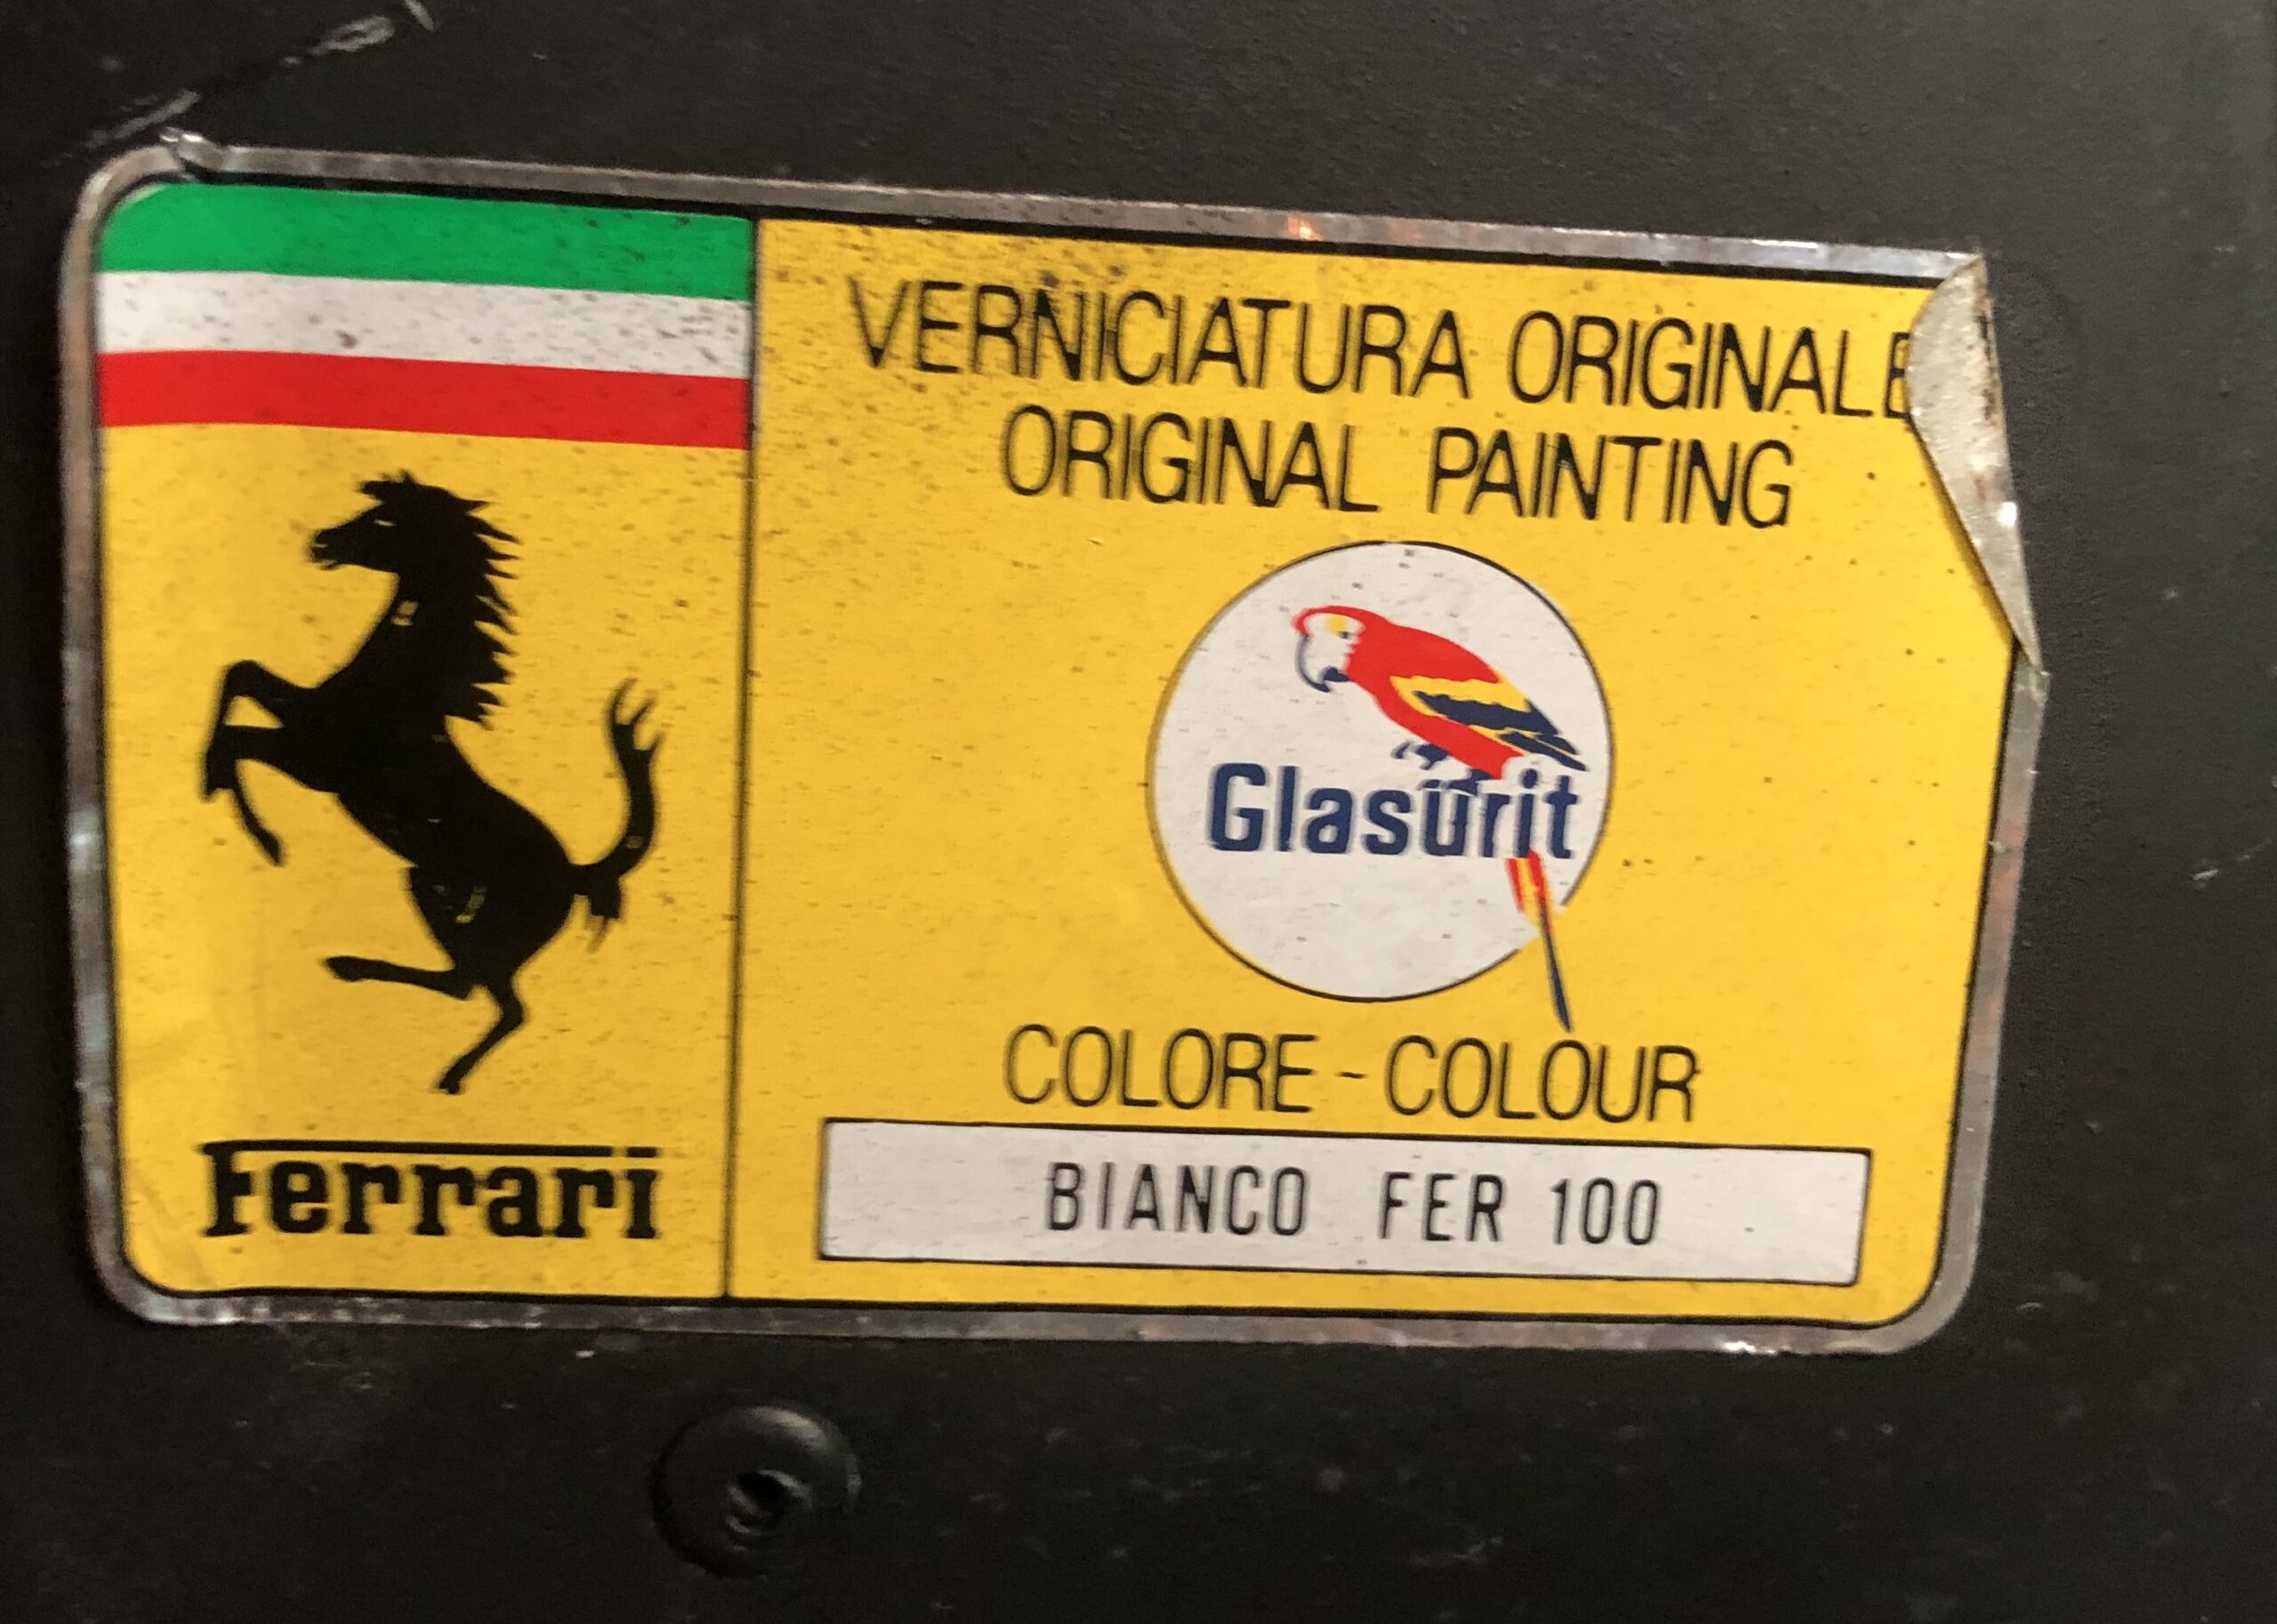 VERNICIATURA ORIGINALE
ORIGINAL PAINTING
Glasurit
COLORE - COLOUR
BIANCO FER 100
Ferrari